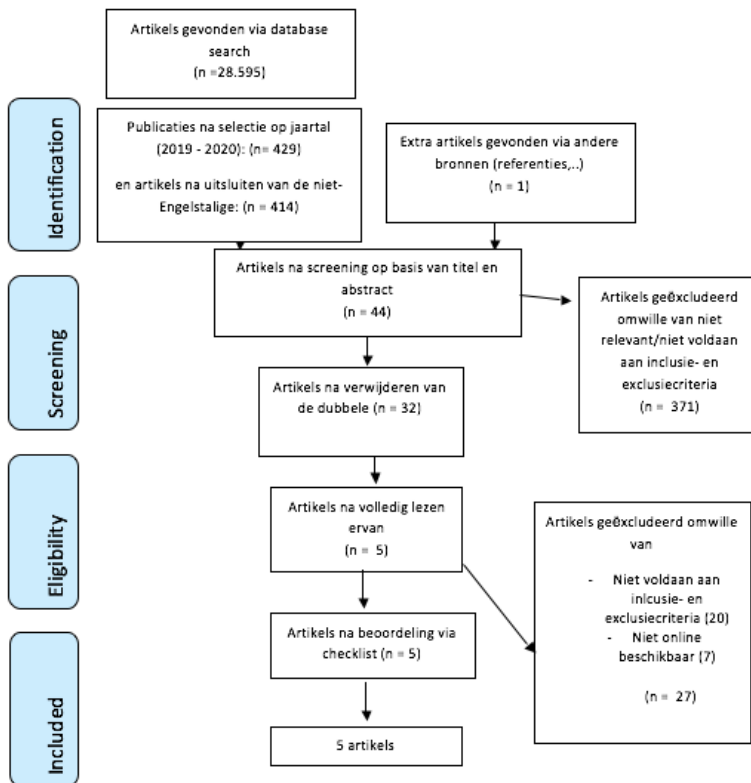 Artikels gevonden via database
search
(n =28.595)
Identification
Publicaties na selectie op jaartal
(2019 - 2020): (n= 429)
en artikels na uitsluiten van de niet-
Engelstalige: (n = 414)
Extra artikels gevonden via andere
bronnen (referenties,..)
(n = 1)
Screening
Artikels na screening op basis van titel en
abstract
(n = 44)
Artikels geëxcludeerd
omwille van niet
relevant/niet voldaan
aan inclusie- en
exclusiecriteria
(n = 371)
Artikels na verwijderen van
de dubbele (n = 32)
Eligibility
Artikels na volledig lezen
ervan
(n = 5)
Artikels geëxcludeerd omwille
van
- Niet voldaan aan
inlcusie- en
exclusiecriteria (20)
- Niet online
beschikbaar (7)
(n = 27)
Artikels na beoordeling via
checklist (n = 5)
Included
5 artikels